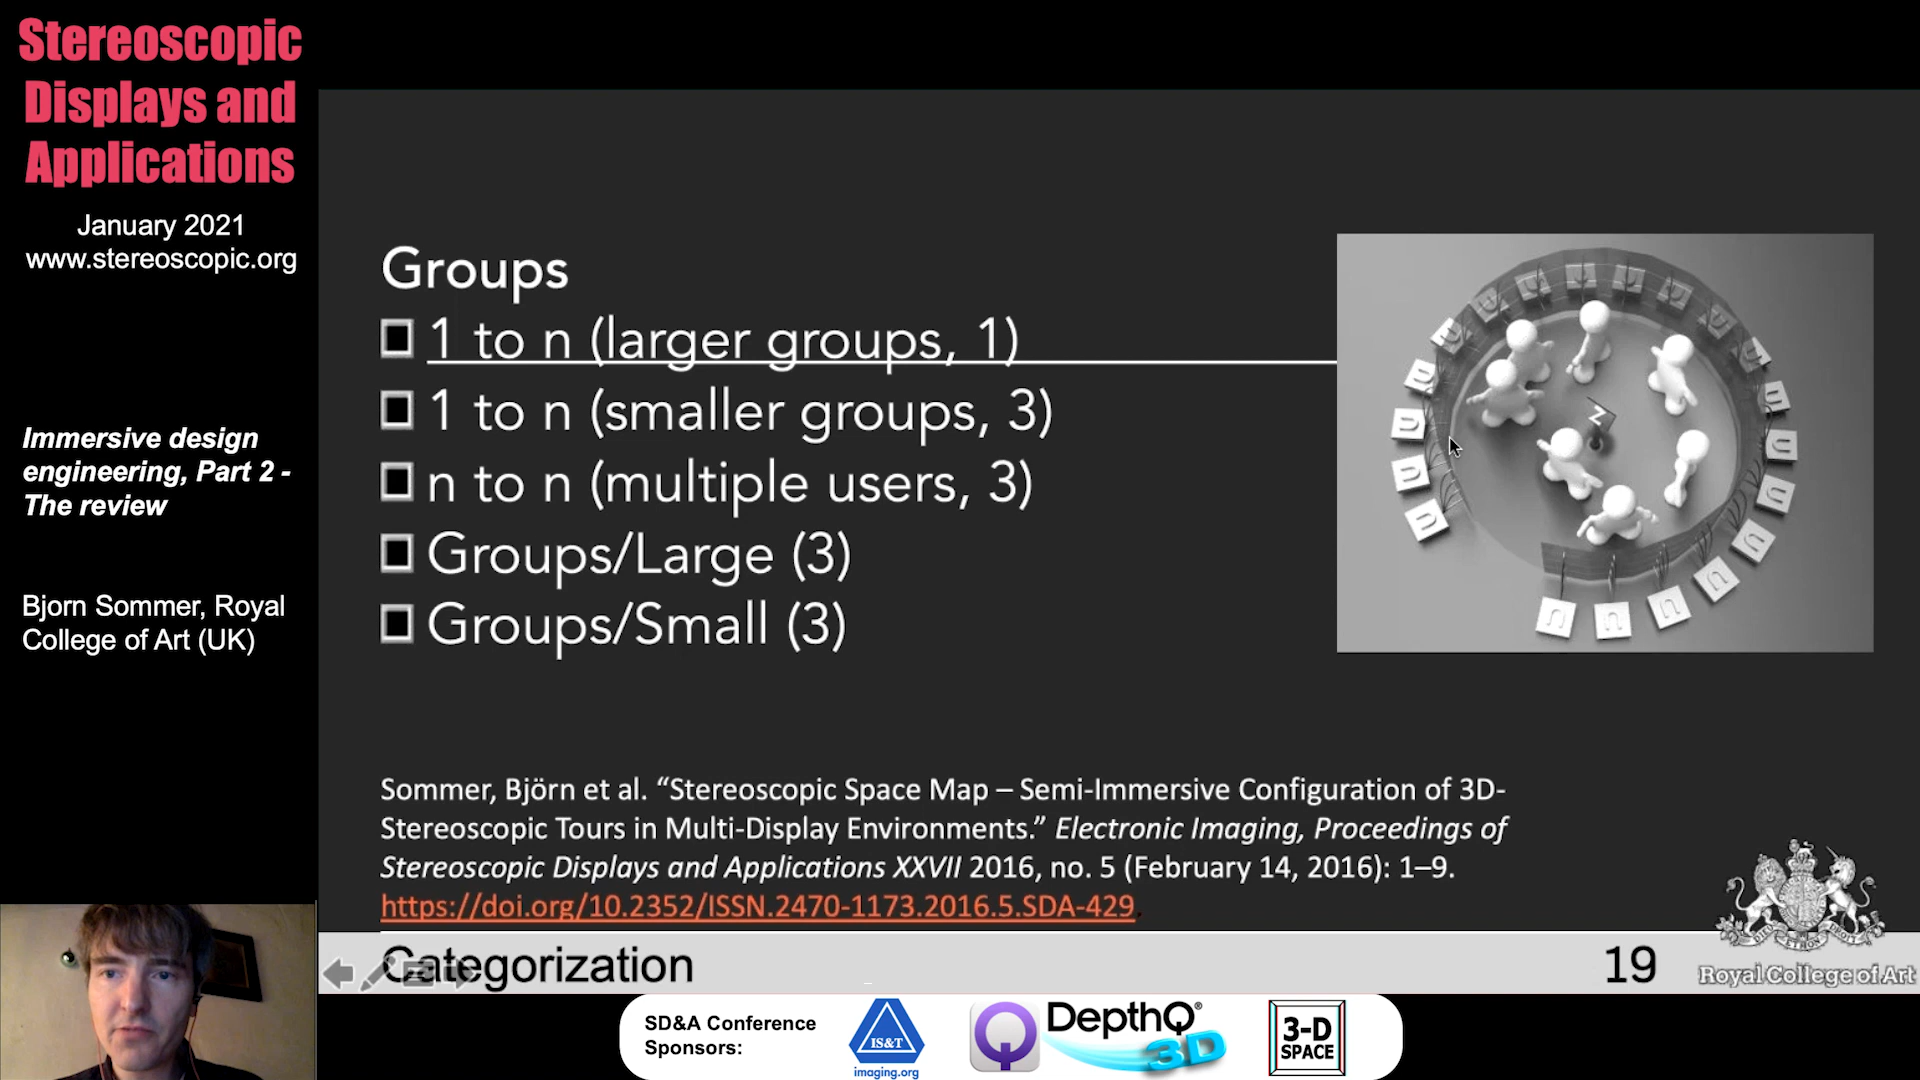 Stereoscopic
Displays and
Applications
January 2021
www.stereoscopic.org
Immersive design
engineering, Part 2 -
The review
Bjorn Sommer, Royal
College of Art (UK)
Groups
1 to n (larger groups, 1)
1 to n (smaller groups, 3)
n to n (multiple users, 3)
Groups/Large (3)
Groups/Small (3)
N
Sommer, Björn et al. “Stereoscopic Space Map – Semi-Immersive Configuration of 3D-
Stereoscopic Tours in Multi-Display Environments.” Electronic Imaging, Proceedings of
Stereoscopic Displays and Applications XXVII 2016, no. 5 (February 14, 2016): 1–9.
https://doi.org/10.2352/ISSN.2470-1173.2016.5.SDA-429.
Categorization
19
Royal College of Art
SD&A Conference
Sponsors:
IS&T
imaging.org
DepthQ®
3D
3-D
SPACE